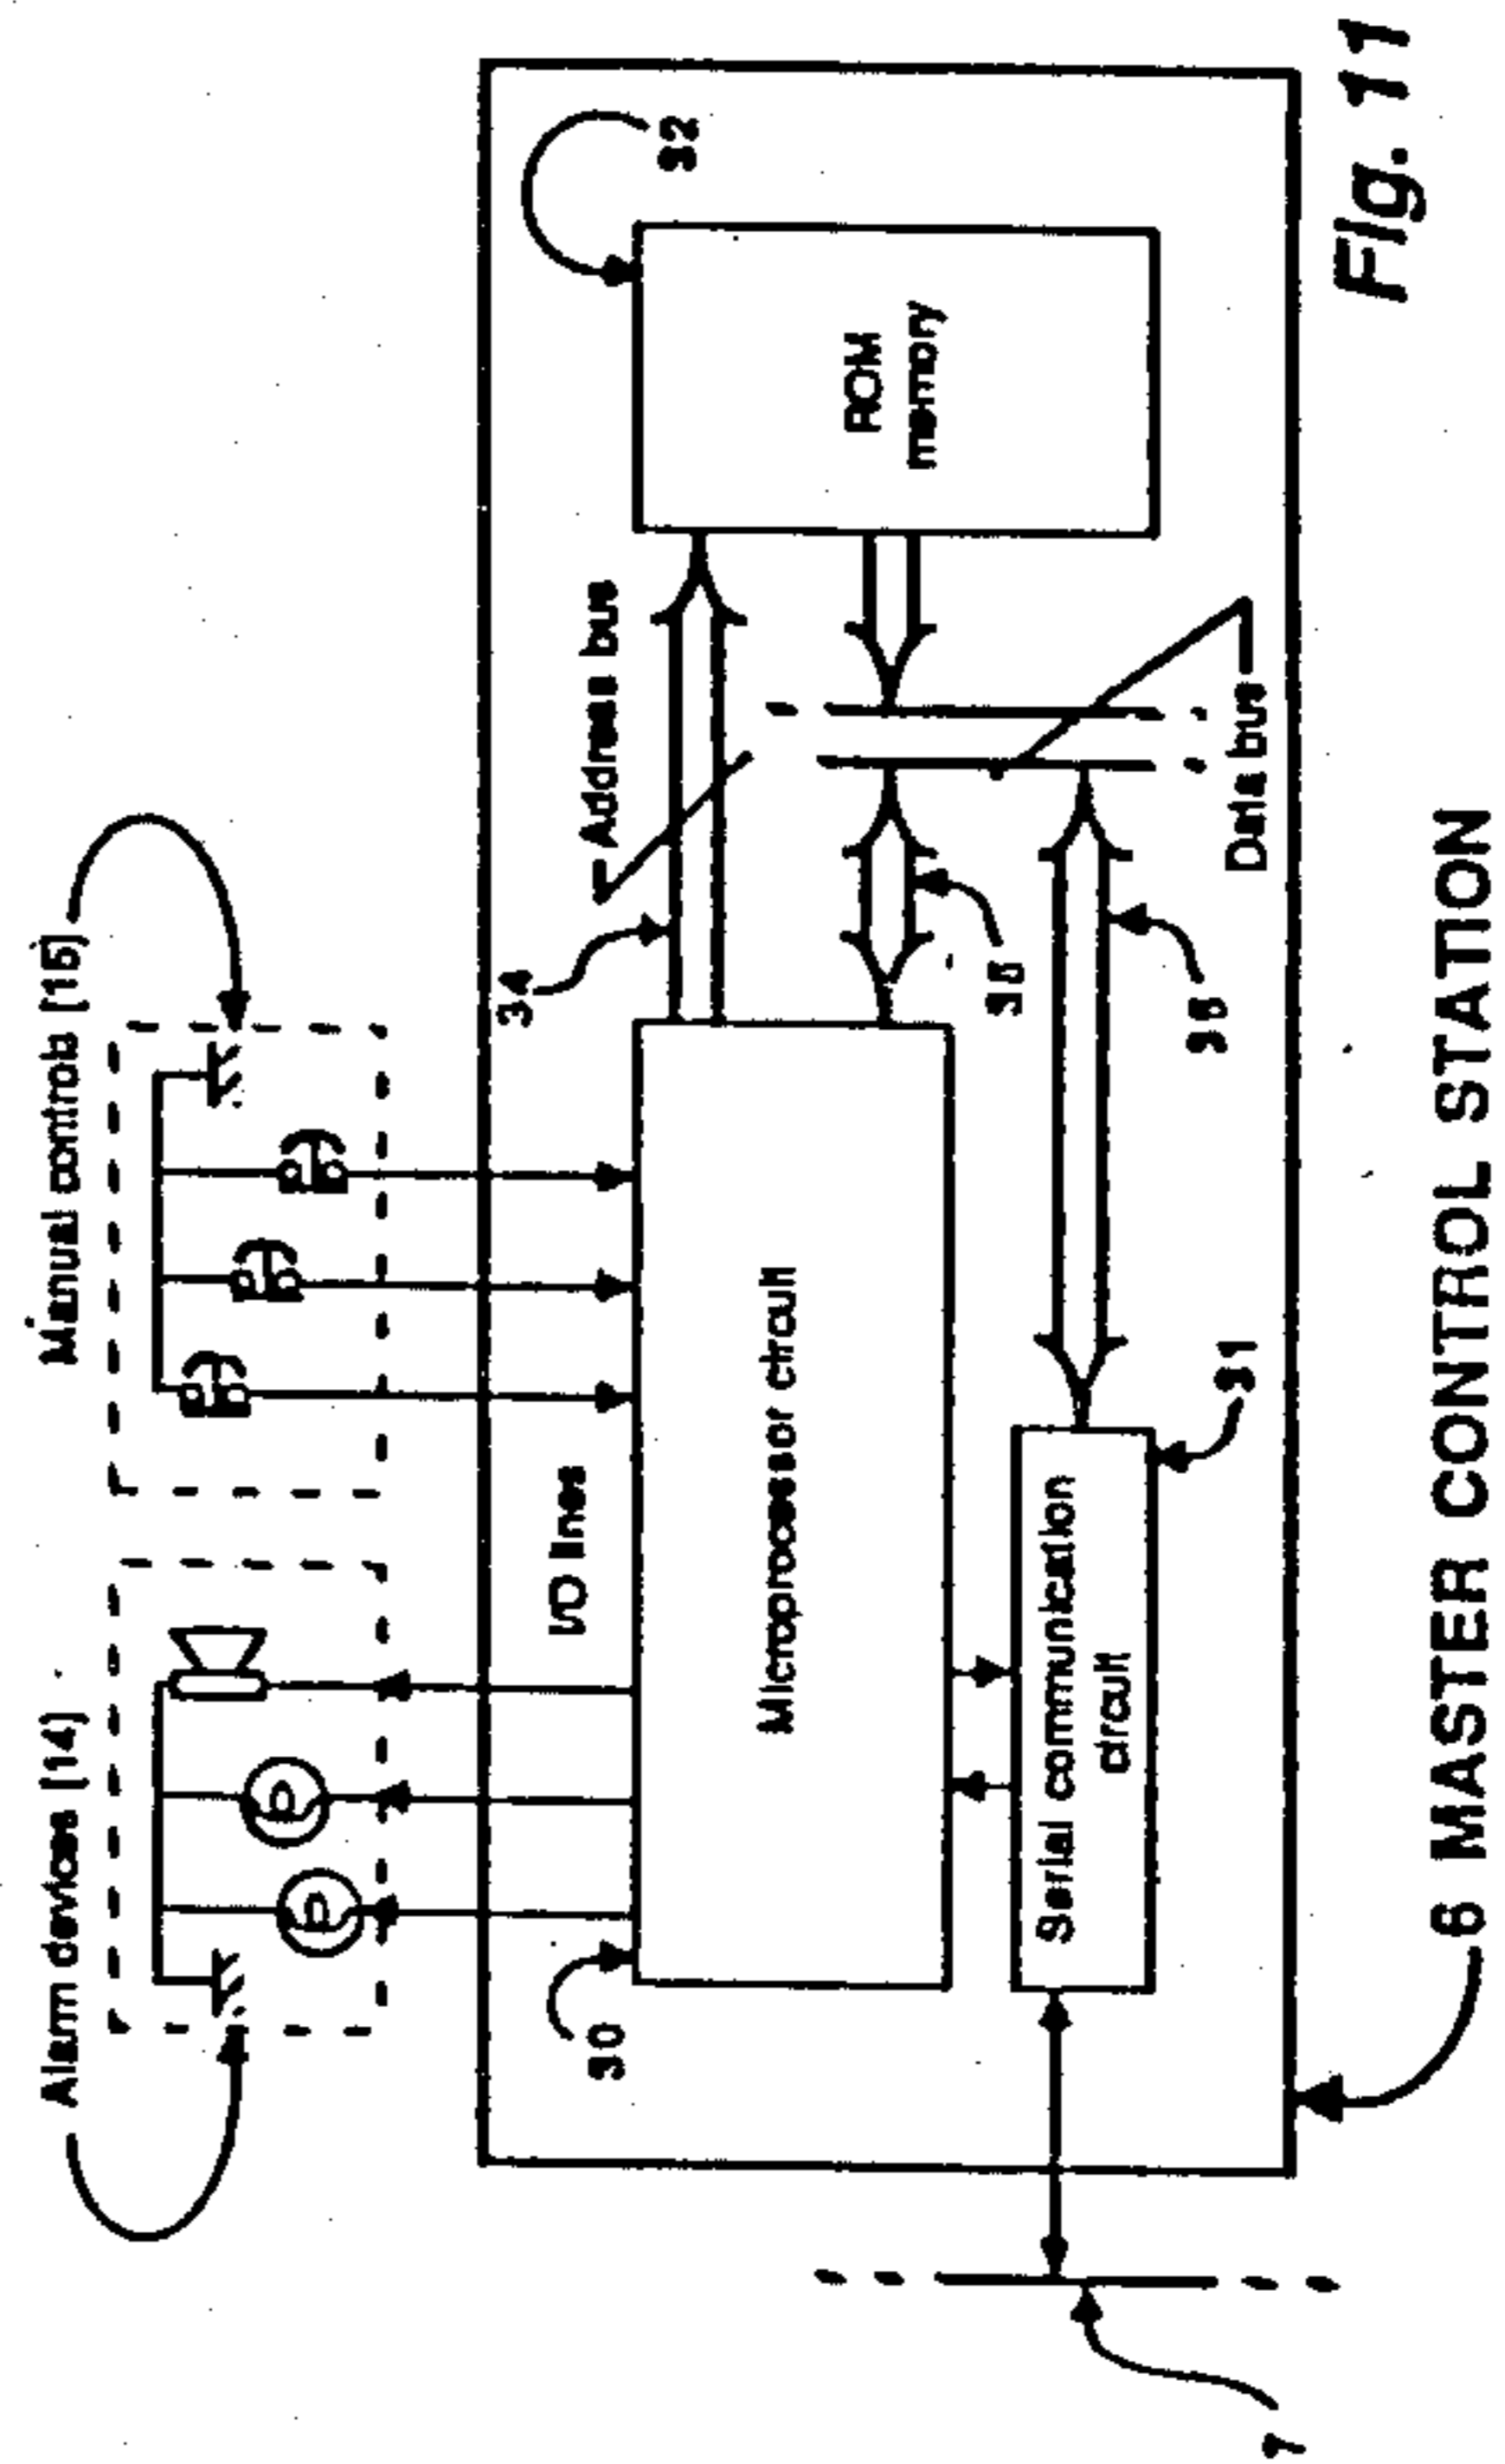 Alarm devices [14]
Manual controls [15]
I/O lines
30
34
Address bus
32
Microprocessor circuit
ROM
memory
35
Serial communication
circuit
31
36
Data bus
7
8 MASTER CONTROL STATION
Fig. 11